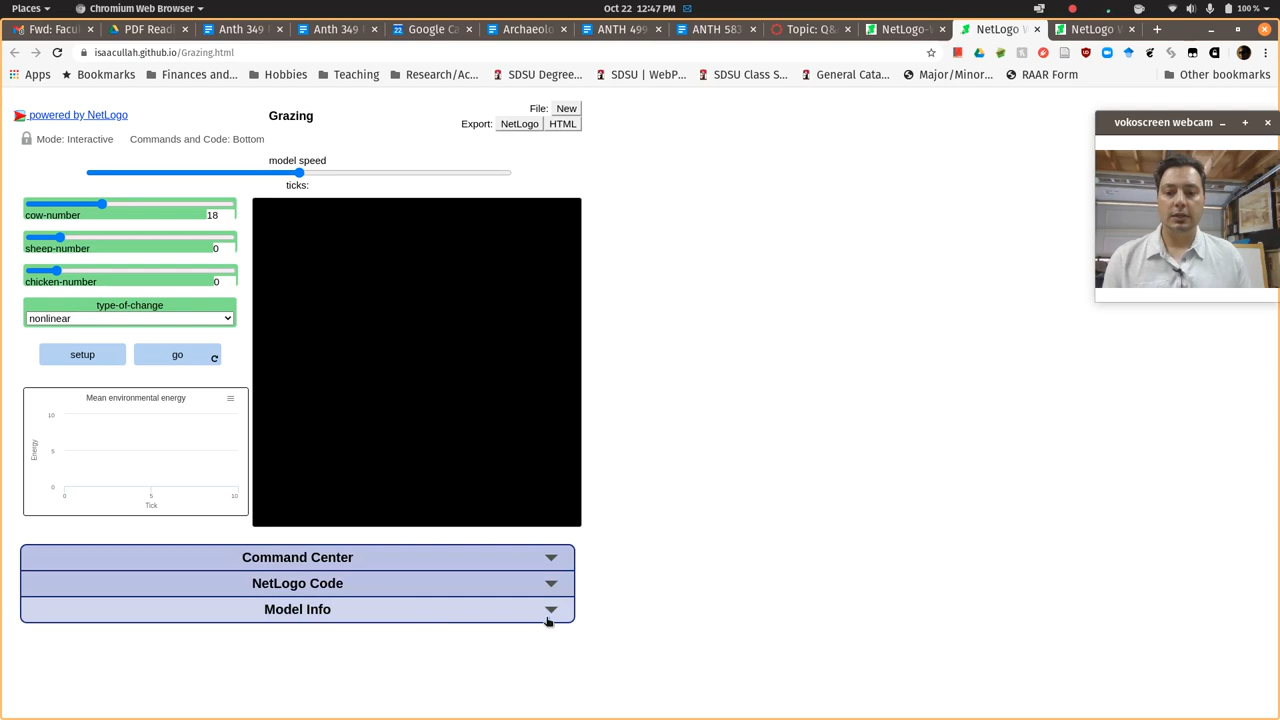 Places
Chromium Web Browser
Oct 22 12:47 PM
100 %
Fwd: Facul
PDF Readi
Anth 349 I
Anth 349 I
Google Ca
Archaeolo
ANTH 499
ANTH 583
Topic: Q&
NetLogo-W
NetLogo W
NetLogo W
isaacullah.github.io/Grazing.html
Apps
Bookmarks
Finances and...
Hobbies
Teaching
Research/Ac...
SDSU Degree...
SDSU | WebP...
SDSU Class S...
General Cata...
Major/Minor...
RAAR Form
Other bookmarks
powered by NetLogo
Grazing
File: New
Export: NetLogo HTML
Mode: Interactive
Commands and Code: Bottom
model speed
ticks:
cow-number 18
sheep-number 0
chicken-number 0
type-of-change
nonlinear
setup
go
Mean environmental energy
10
5
0
Energy
0 5 10
Tick
Command Center
NetLogo Code
Model Info
vokoscreen webcam